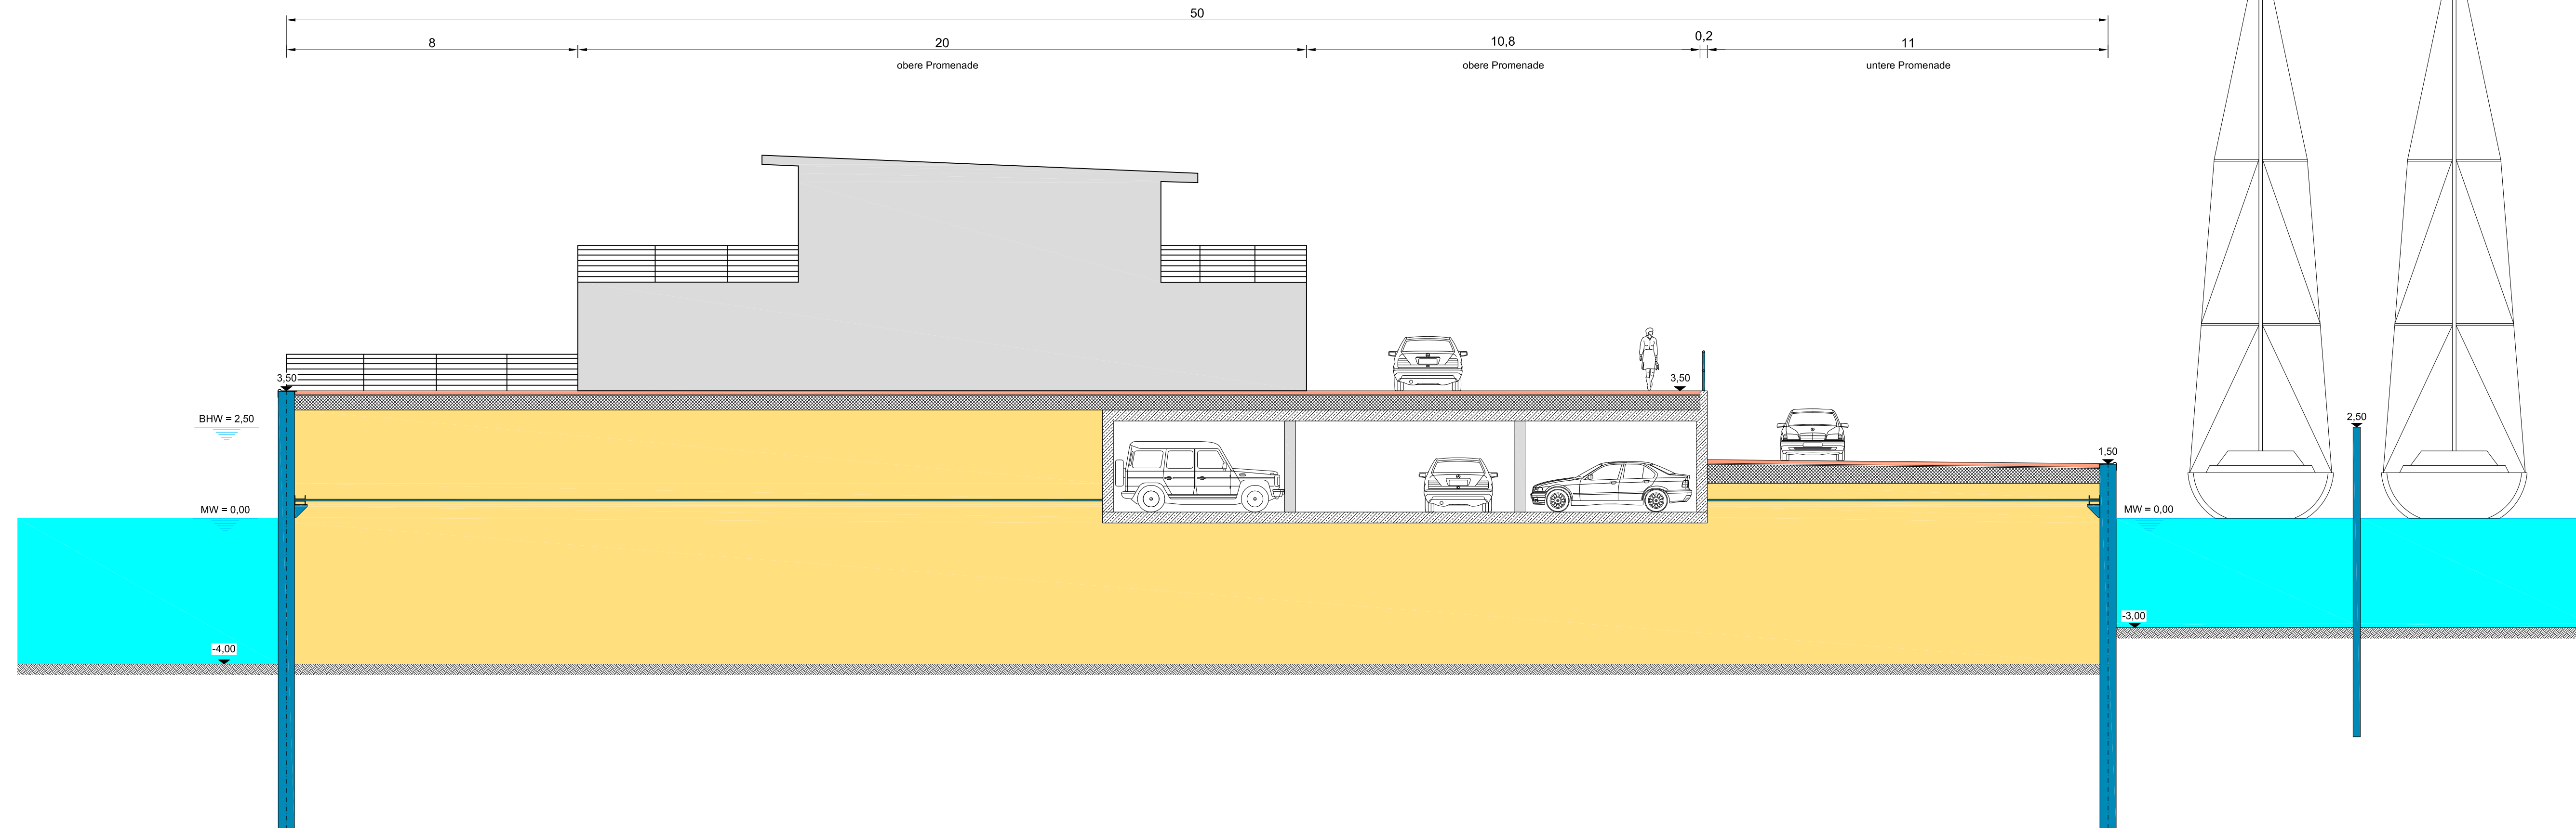 50
8
20
10,8
0,2
11
obere Promenade
obere Promenade
untere Promenade
3,50
3,50
BHW = 2,50
2,50
1,50
MW = 0,00
MW = 0,00
-3,00
-4,00